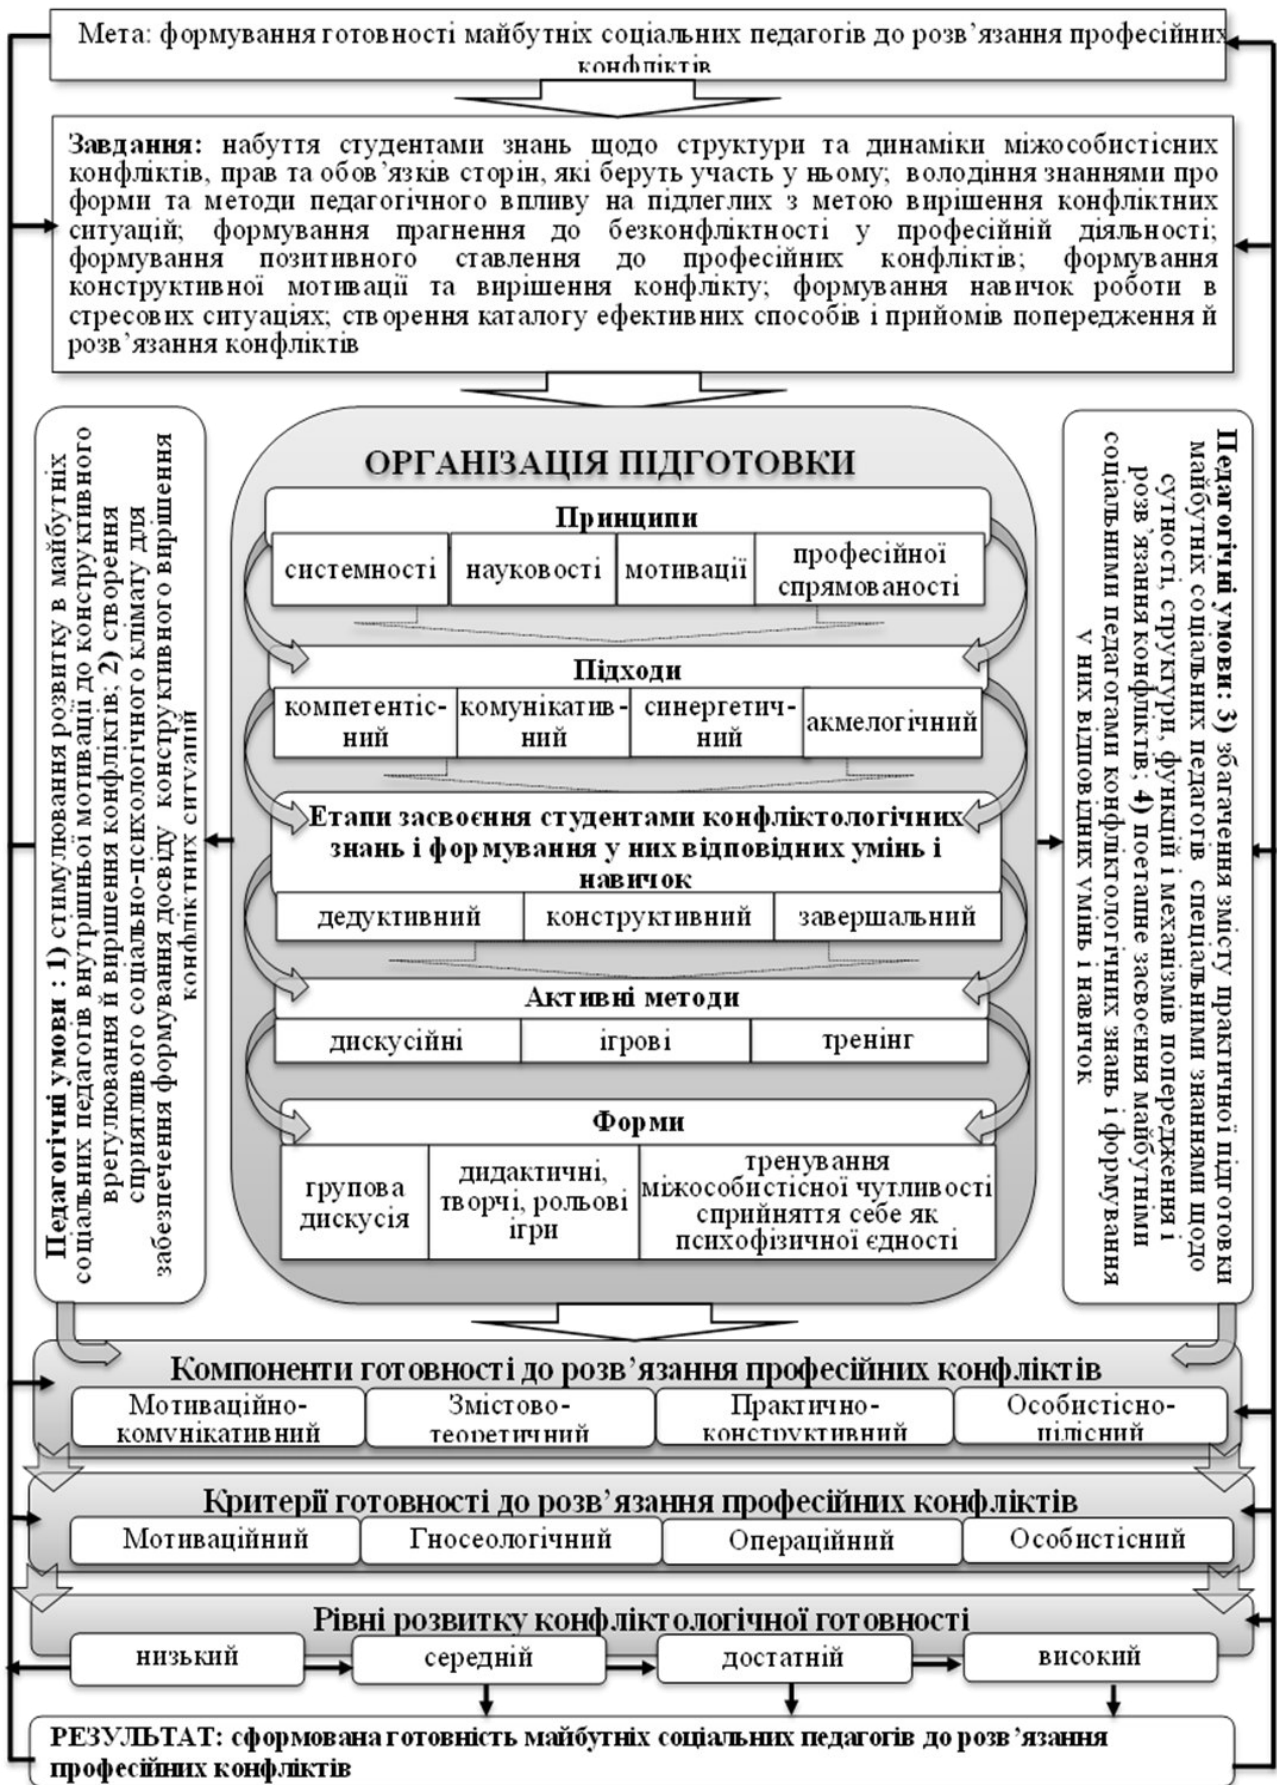 Мета: формування готовності майбутніх соціальних педагогів до розв’язання професійних
конфліктів
Завдання: набуття студентами знань щодо структури та динаміки міжособистісних
конфліктів, прав та обов’язків сторін, які беруть участь у ньому; володіння знаннями про
форми та методи педагогічного впливу на підлеглих з метою вирішення конфліктних
ситуацій; формування прагнення до безконфліктності у професійній діяльності;
формування позитивного ставлення до професійних конфліктів; формування
конструктивної мотивації та вирішення конфлікту; формування навичок роботи в
стресових ситуаціях; створення каталогу ефективних способів і прийомів попередження й
розв’язання конфліктів
Педагогічні умови : 1) стимулювання розвитку в майбутніх
соціальних педагогів внутрішньої мотивації до конструктивного
врегулювання й вирішення конфліктів; 2) створення
сприятливого соціально-психологічного клімату для
забезпечення формування досвіду конструктивного вирішення
конфліктних ситуацій
ОРГАНІЗАЦІЯ ПІДГОТОВКИ
Принципи
системності
науковості
мотивації
професійної
спрямованості
Підходи
компетентіс-
ний
комунікатив-
ний
синергетич-
ний
акмелогічний
Етапи засвоєння студентами конфліктологічних
знань і формування у них відповідних умінь і
навичок
дедуктивний
конструктивний
завершальний
Активні методи
дискусійні
ігрові
тренінг
Форми
групова
дискусія
дидактичні,
творчі, рольові
ігри
тренування
міжособистісної чутливості
сприйняття себе як
психофізичної єдності
Педагогічні умови: 3) збагачення змісту практичної підготовки
майбутніх соціальних педагогів спеціальними знаннями щодо
сутності, структури, функцій і механізмів попередження і
розв’язання конфліктів; 4) поетапне засвоєння майбутніми
соціальними педагогами конфліктологічних знань і формування
у них відповідних умінь і навичок
Компоненти готовності до розв’язання професійних конфліктів
Мотиваційно-
комунікативний
Змістово-
теоретичний
Практично-
конструктивний
Особистісно-
цілісний
Критерії готовності до розв’язання професійних конфліктів
Мотиваційний
Гносеологічний
Операційний
Особистісний
Рівні розвитку конфліктологічної готовності
низький
середній
достатній
високий
РЕЗУЛЬТАТ: сформована готовність майбутніх соціальних педагогів до розв’язання
професійних конфліктів